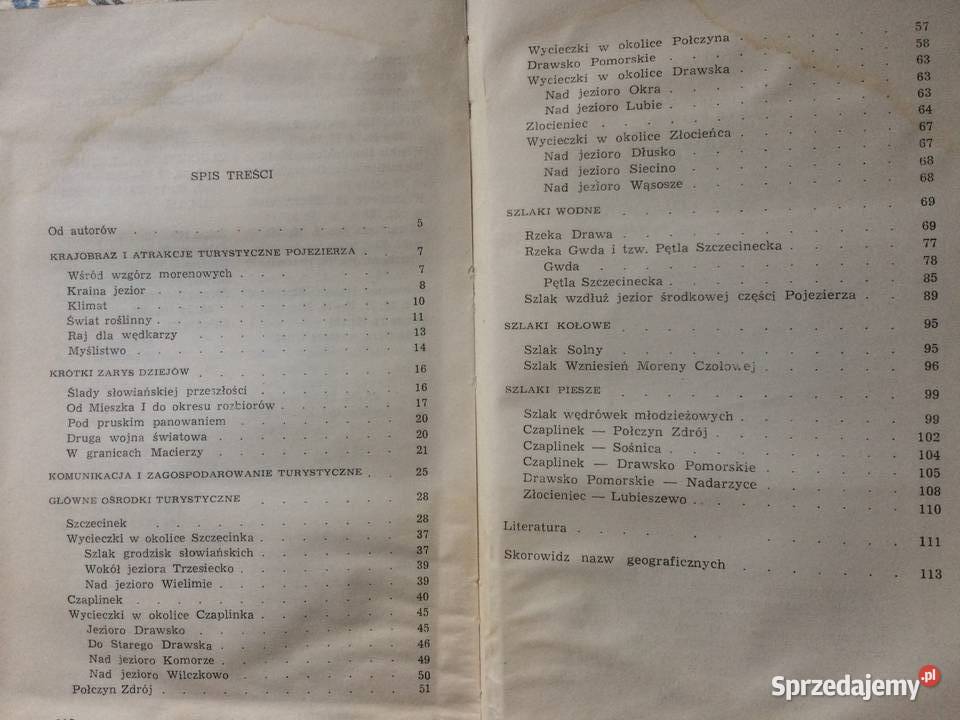 SPIS TREŚCI
Od autorów . . . . . . . . . 5
KRAJOBRAZ I ATRAKCJE TURYSTYCZNE POJEZIERZA . . 7
Wśród wzgórz morenowych . . . . . . 7
Kraina jezior . . . . . . . . 8
Klimat . . . . . . . . . 10
Świat roślinny . . . . . . . . 11
Raj dla wędkarzy . . . . . . . 13
Myślistwo . . . . . . . . 14
KRÓTKI ZARYS DZIEJÓW . . . . . . 16
Ślady słowiańskiej przeszłości . . . . . 16
Od Mieszka I do okresu rozbiorów . . . . 17
Pod pruskim panowaniem . . . . . . 20
Druga wojna światowa . . . . . . 20
W granicach Macierzy . . . . . . 21
KOMUNIKACJA I ZAGOSPODAROWANIE TURYSTYCZNE . 25
GŁÓWNE OŚRODKI TURYSTYCZNE . . . . . 28
Szczecinek . . . . . . . . 28
Wycieczki w okolice Szczecinka . . . . . 37
Szlak grodzisk słowiańskich . . . . . 37
Wokół jeziora Trzesiecko . . . . . 39
Nad jezioro Wielimie . . . . . . 39
Czaplinek . . . . . . . . 40
Wycieczki w okolice Czaplinka . . . . . 45
Jezioro Drawsko . . . . . . . 45
Do Starego Drawska . . . . . . 46
Nad jezioro Komorze . . . . . . 49
Nad jezioro Wilczkowo . . . . . 50
Połczyn Zdrój . . . . . . . 51
Wycieczki w okolice Połczyna . . . . . 57
Drawsko Pomorskie . . . . . . . 58
Wycieczki w okolice Drawska . . . . . 63
Nad jezioro Okra . . . . . . . 63
Nad jezioro Lubie . . . . . . . 63
Złocieniec . . . . . . . . 64
Wycieczki w okolice Złocieńca . . . . . 67
Nad jezioro Dłusko . . . . . . 67
Nad jezioro Siecino . . . . . . 68
Nad jezioro Wąsosze . . . . . . 68
SZLAKI WODNE . . . . . . . . 69
Rzeka Drawa . . . . . . . . 69
Rzeka Gwda i tzw. Pętla Szczecinecka . . . . 77
Gwda . . . . . . . . 78
Pętla Szczecinecka . . . . . . 85
Szlak wzdłuż jezior środkowej części Pojezierza . . 89
SZLAKI KOŁOWE . . . . . . . . 95
Szlak Solny . . . . . . . . 95
Szlak Wzniesień Moreny Czołowej . . . . 96
SZLAKI PIESZE . . . . . . . . 99
Szlak wędrówek młodzieżowych . . . . . 99
Czaplinek — Połczyn Zdrój . . . . . 102
Czaplinek — Sośnica . . . . . . 104
Czaplinek — Drawsko Pomorskie . . . . 105
Drawsko Pomorskie — Nadarzyce . . . . 108
Złocieniec — Lubieszewo . . . . . . 110
Literatura . . . . . . . . . 111
Skorowidz nazw geograficznych . . . . . 113
Sprzedajemy.pl